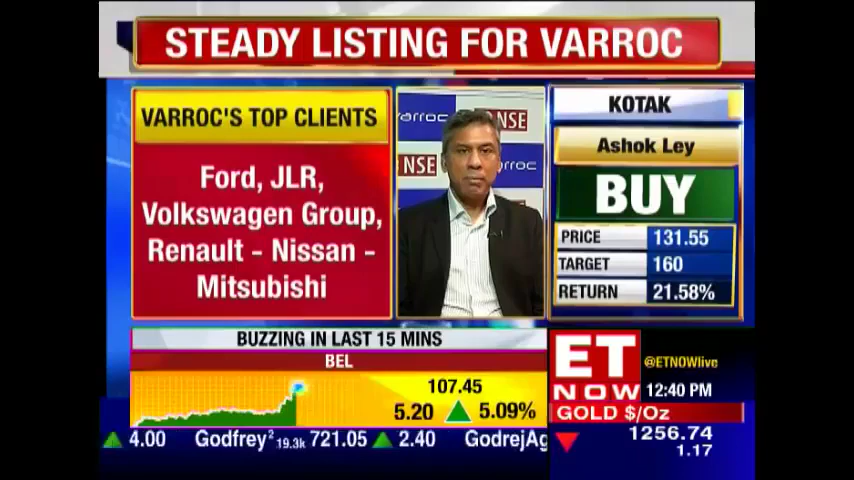 STEADY LISTING FOR VARROC
VARROC'S TOP CLIENTS
Ford, JLR,
Volkswagen Group,
Renault - Nissan -
Mitsubishi
varroc
NSE
NSE
varroc
KOTAK
Ashok Ley
BUY
PRICE 131.55
TARGET 160
RETURN 21.58%
BUZZING IN LAST 15 MINS
BEL
107.45
5.20 5.09%
ET
NOW
@ETNOWlive
12:40 PM
GOLD $/Oz
1256.74
1.17
4.00 Godfrey² 19.3k 721.05 2.40 GodrejAg